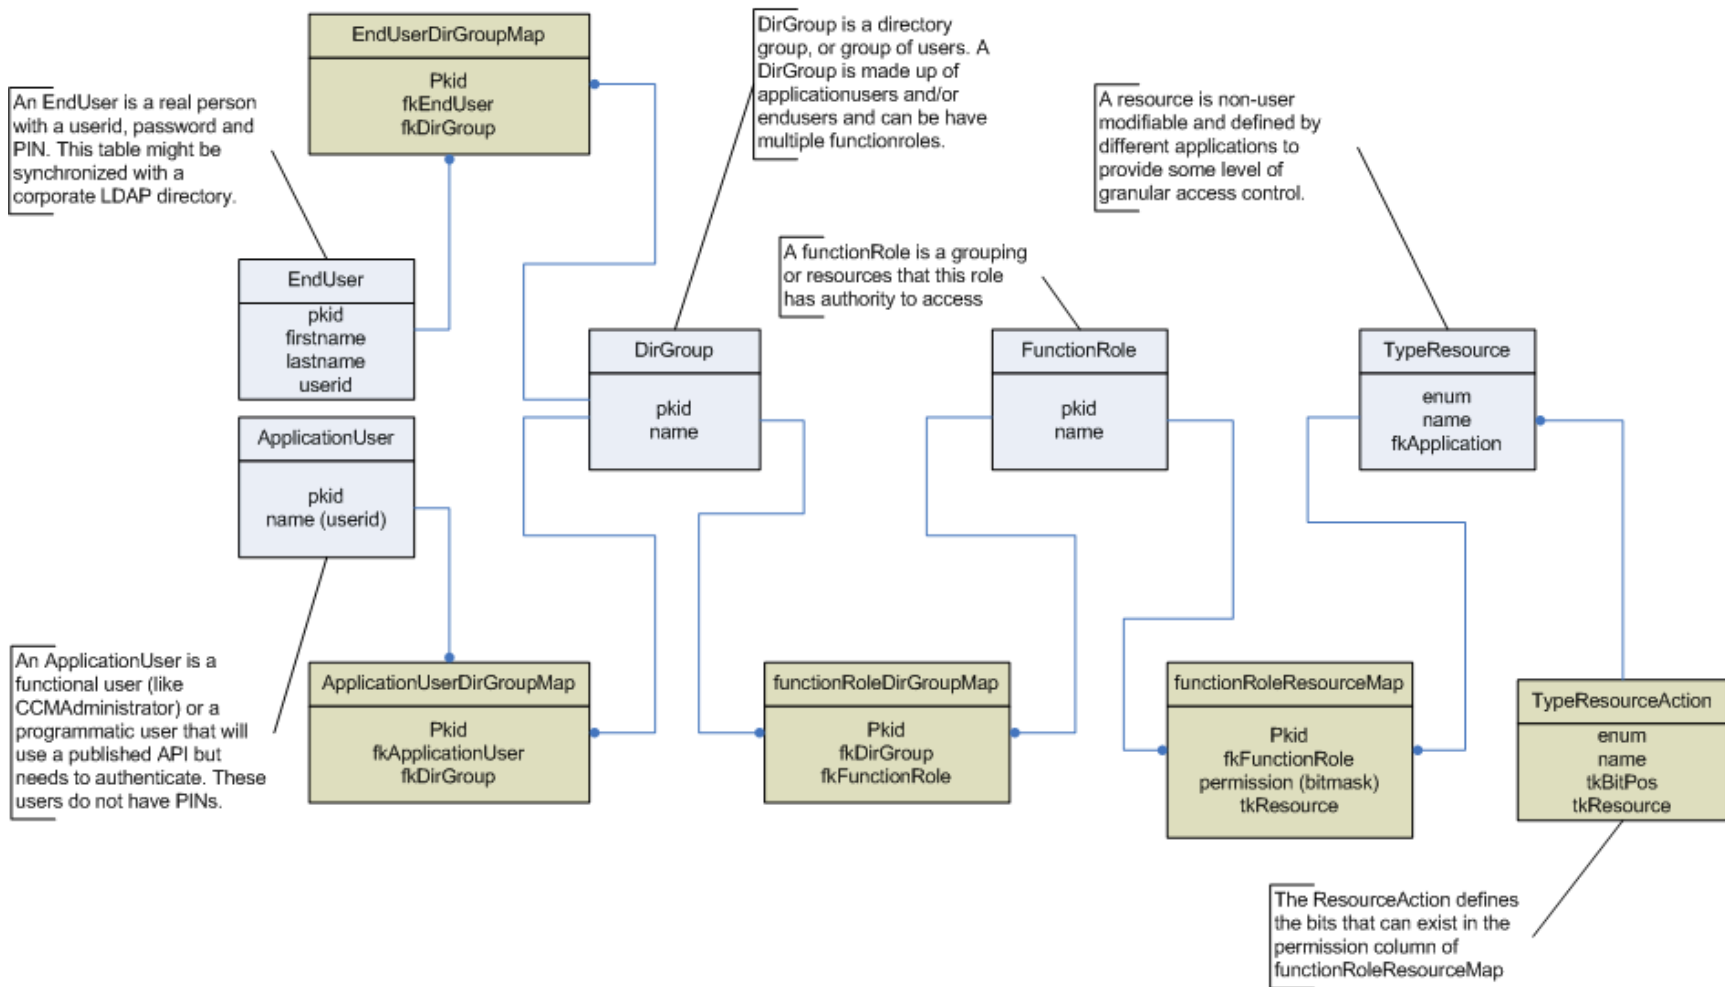 EndUserDirGroupMap
Pkid
fkEndUser
fkDirGroup
DirGroup is a directory
group, or group of users. A
DirGroup is made up of
applicationusers and/or
endusers and can be have
multiple functionroles.
An EndUser is a real person
with a userid, password and
PIN. This table might be
synchronized with a
corporate LDAP directory.
A resource is non-user
modifiable and defined by
different applications to
provide some level of
granular access control.
A functionRole is a grouping
or resources that this role
has authority to access
EndUser
pkid
firstname
lastname
userid
DirGroup
pkid
name
FunctionRole
pkid
name
TypeResource
enum
name
fkApplication
ApplicationUser
pkid
name (userid)
An ApplicationUser is a
functional user (like
CCMAdministrator) or a
programmatic user that will
use a published API but
needs to authenticate. These
users do not have PINs.
ApplicationUserDirGroupMap
Pkid
fkApplicationUser
fkDirGroup
functionRoleDirGroupMap
Pkid
fkDirGroup
fkFunctionRole
functionRoleResourceMap
Pkid
fkFunctionRole
permission (bitmask)
tkResource
TypeResourceAction
enum
name
tkBitPos
tkResource
The ResourceAction defines
the bits that can exist in the
permission column of
functionRoleResourceMap